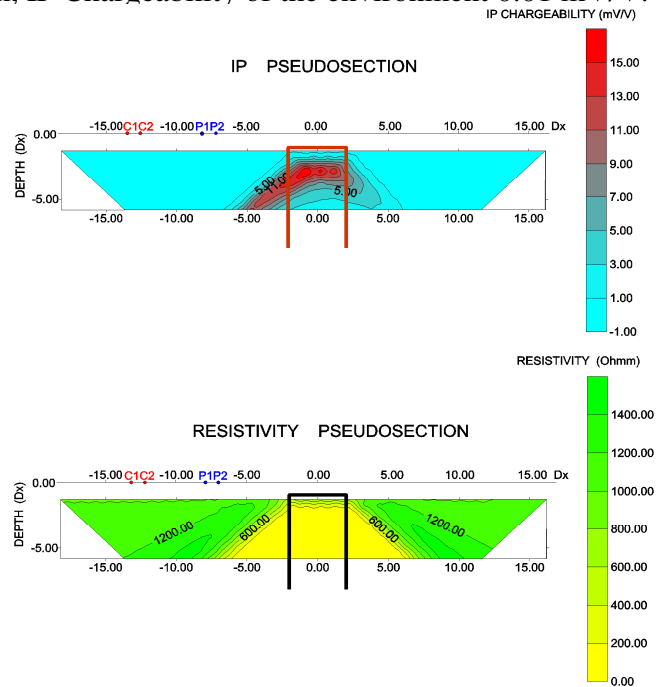 IP CHARGEABILITY (mV/V)
IP PSEUDOSECTION
-15.00 C1C2 -10.00 P1P2 -5.00 0.00 5.00 10.00 15.00 Dx
0.00
DEPTH (Dx)
-5.00
5.00 11.00 5.00
-15.00 -10.00 -5.00 0.00 5.00 10.00 15.00
15.00
13.00
11.00
9.00
7.00
5.00
3.00
1.00
-1.00
RESISTIVITY (Ohmm)
RESISTIVITY PSEUDOSECTION
-15.00 C1C2 -10.00 P1P2 -5.00 0.00 5.00 10.00 15.00 Dx
0.00
DEPTH (Dx)
-5.00
1200.00 600.00 600.00 1200.00
-15.00 -10.00 -5.00 0.00 5.00 10.00 15.00
1400.00
1200.00
1000.00
800.00
600.00
400.00
200.00
0.00